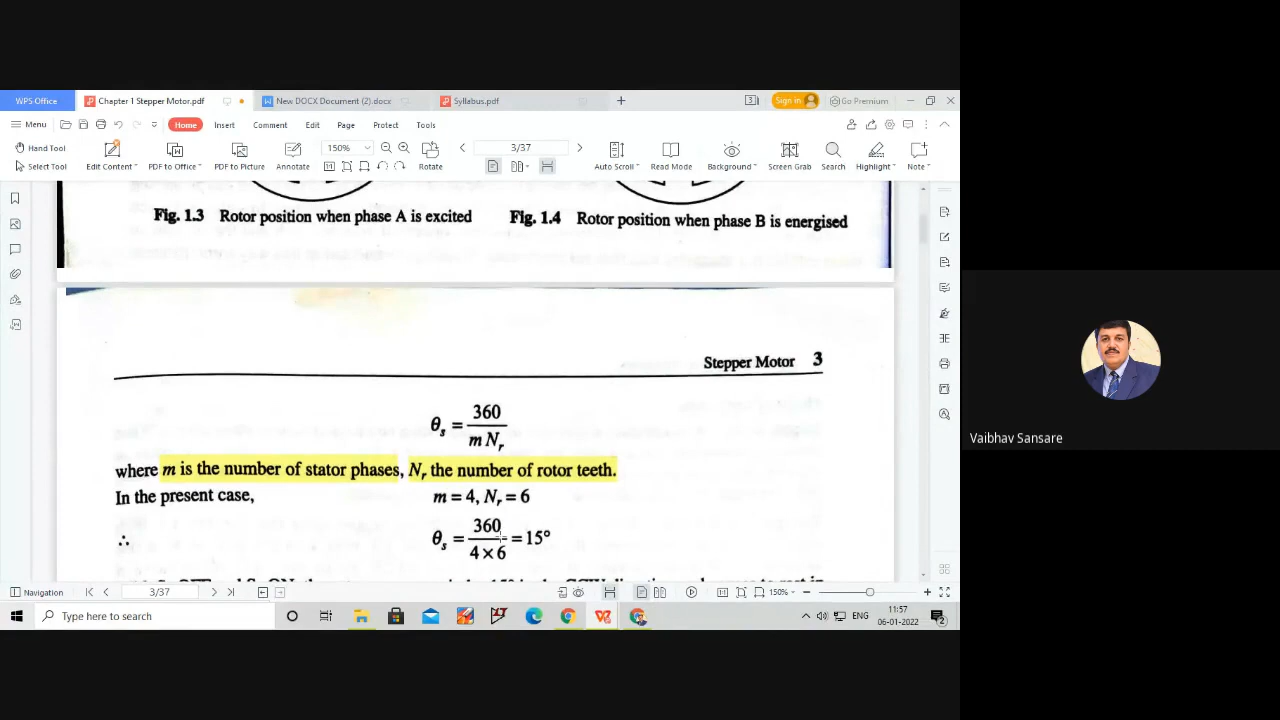 WPS Office
Chapter 1 Stepper Motor.pdf
New DOCX Document (2).docx
Syllabus.pdf
Sign in
Go Premium
Menu
Home
Insert
Comment
Edit
Page
Protect
Tools
Hand Tool
Select Tool
Edit Content
PDF to Office
PDF to Picture
Annotate
150%
Rotate
3/37
Auto Scroll
Read Mode
Background
Screen Grab
Search
Highlight
Note
Fig. 1.3 Rotor position when phase A is excited
Fig. 1.4 Rotor position when phase B is energised
Stepper Motor 3
θs = 360 / m Nr
where m is the number of stator phases, Nr the number of rotor teeth.
In the present case, m = 4, Nr = 6
∴ θs = 360 / 4 × 6 = 15°
Navigation
3/37
150%
Type here to search
ENG
11:57
06-01-2022
Vaibhav Sansare